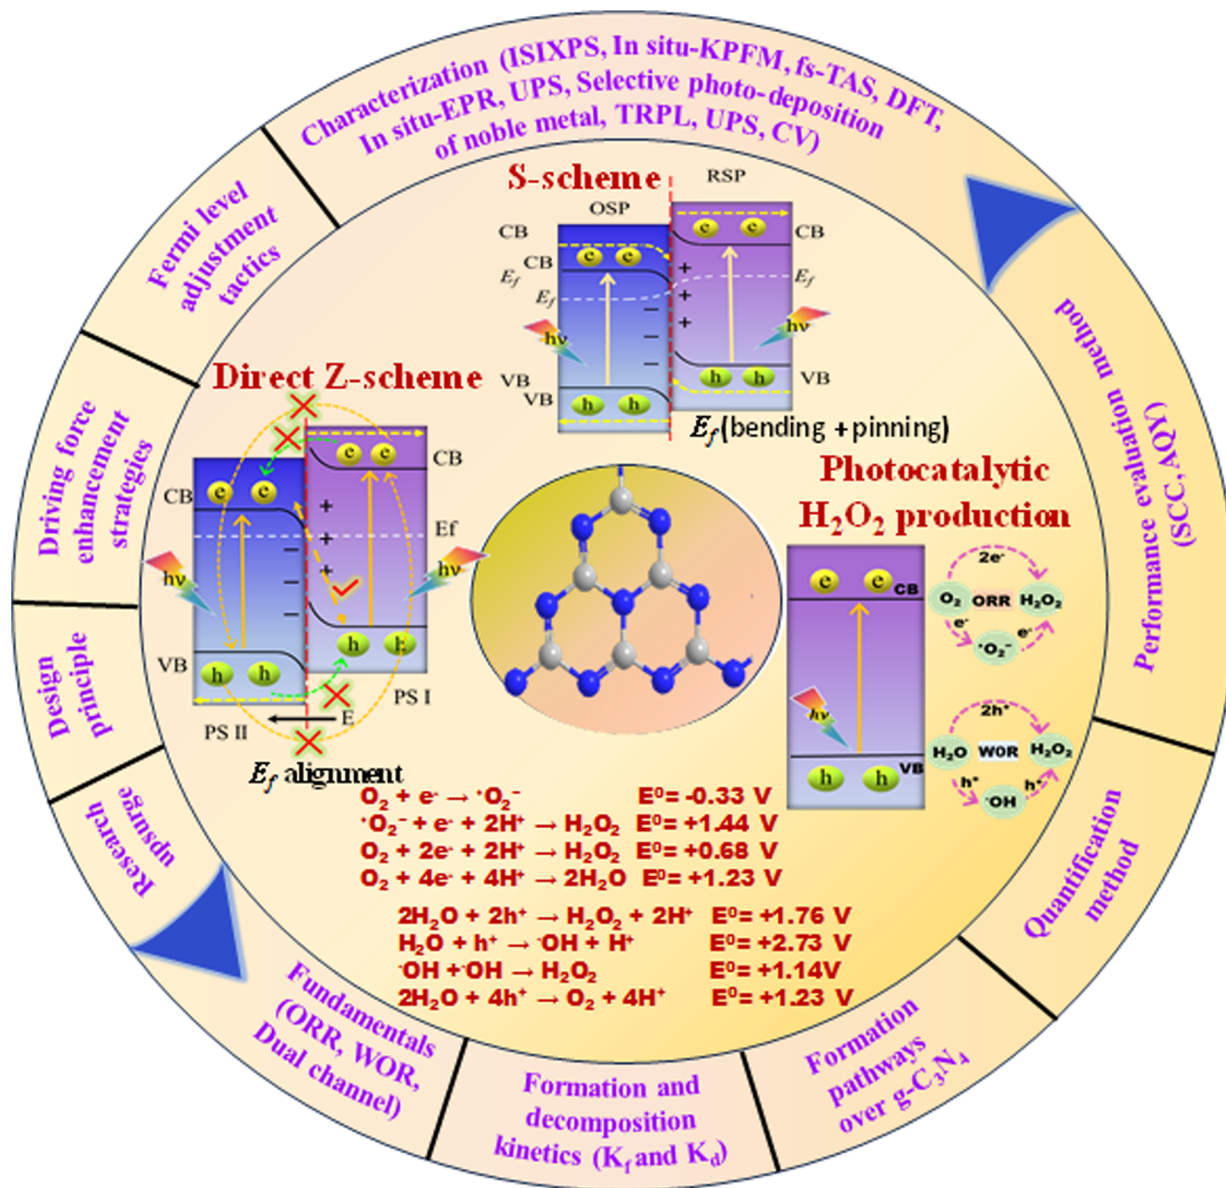 Characterization (ISIXPS, In situ-KPFM, fs-TAS, DFT,
In situ-EPR, UPS, Selective photo-deposition
of noble metal, TRPL, UPS, CV)
Fermi level
adjustment
tactics
Driving force
enhancement
strategies
Design
principle
Research
upsurge
Fundamentals
(ORR, WOR,
Dual channel)
Formation and
decomposition
kinetics (Kf and Kd)
Formation
pathways
over g-C3N4
Quantification
method
Performance evaluation method
(SCC, AQY)
S-scheme
RSP
OSP
CB
CB
CB
e e
e e
Ef
Ef
Ef
+
+
+
−
−
−
hν
hν
VB
VB
VB
h h
h h
Ef (bending + pinning)
Direct Z-scheme
e e
CB
CB
e e
Ef
+
+
+
−
−
−
hν
hν
VB
h h
h h
PS I
PS II
E
Ef alignment
Photocatalytic
H2O2 production
e e
CB
hν
VB
h h
2e-
O2 ORR H2O2
e- e-
·O2−
2h+
H2O WOR H2O2
h+ h+
·OH
O2 + e- → ·O2− E0= -0.33 V
·O2− + e- + 2H+ → H2O2 E0= +1.44 V
O2 + 2e- + 2H+ → H2O2 E0= +0.68 V
O2 + 4e- + 4H+ → 2H2O E0= +1.23 V
2H2O + 2h+ → H2O2 + 2H+ E0= +1.76 V
H2O + h+ → ·OH + H+ E0= +2.73 V
·OH +·OH → H2O2 E0= +1.14V
2H2O + 4h+ → O2 + 4H+ E0= +1.23 V